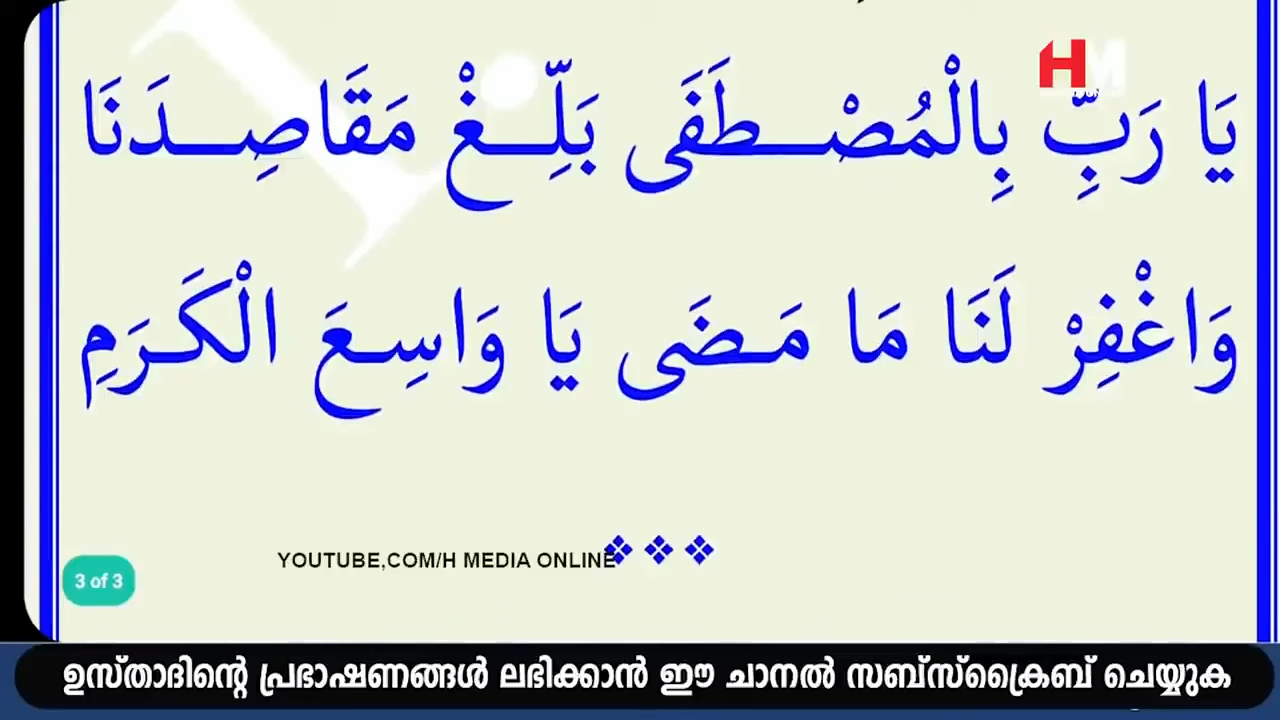 HM
يَا رَبِّ بِالْمُصْطَفَى بَلِّغْ مَقَاصِدَنَا
وَاغْفِرْ لَنَا مَا مَضَى يَا وَاسِعَ الْكَرَمِ
YOUTUBE,COM/H MEDIA ONLINE
3 of 3
ഉസ്താദിന്റെ പ്രഭാഷണങ്ങൾ ലഭിക്കാൻ ഈ ചാനൽ സബ്സ്ക്രൈബ് ചെയ്യുക